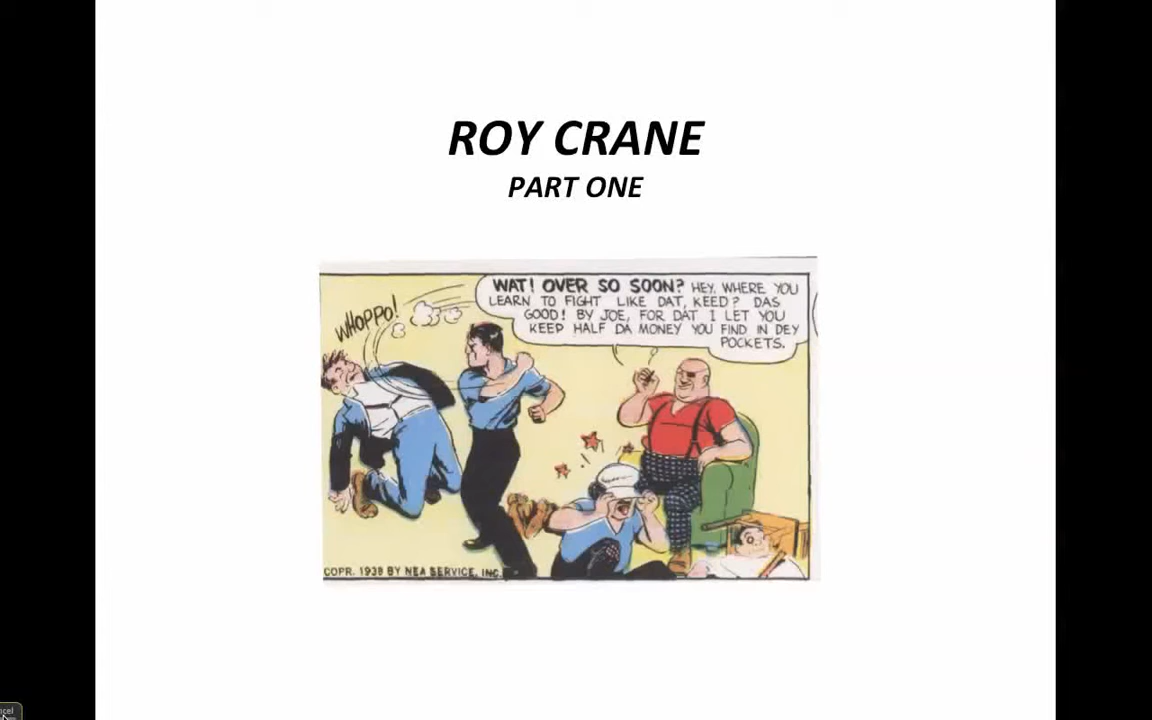 ROY CRANE
PART ONE
WHOPPO!
WAT! OVER SO SOON? HEY, WHERE YOU
LEARN TO FIGHT LIKE DAT, KEED? DAS
GOOD! BY JOE, FOR DAT I LET YOU
KEEP HALF DA MONEY YOU FIND IN DEY
POCKETS.
COPR. 1938 BY NEA SERVICE, INC.
ncel